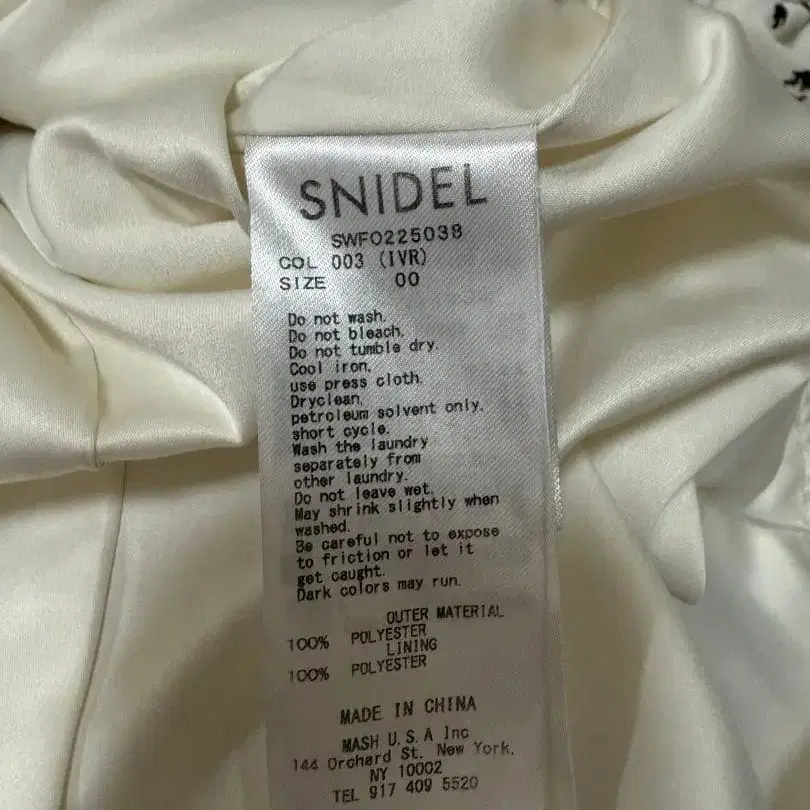 SNIDEL
SWFO225038
COL 003 (IVR)
SIZE 00
Do not wash.
Do not bleach.
Do not tumble dry.
Cool iron,
use press cloth.
Dryclean,
petroleum solvent only.
short cycle.
Wash the laundry
separately from
other laundry.
Do not leave wet.
May shrink slightly when
washed.
Be careful not to expose
to friction or let it
get caught.
Dark colors may run.
OUTER MATERIAL
100% POLYESTER
LINING
100% POLYESTER
MADE IN CHINA
MASH U.S.A Inc
144 Orchard St. New York,
NY 10002
TEL 917 409 5520